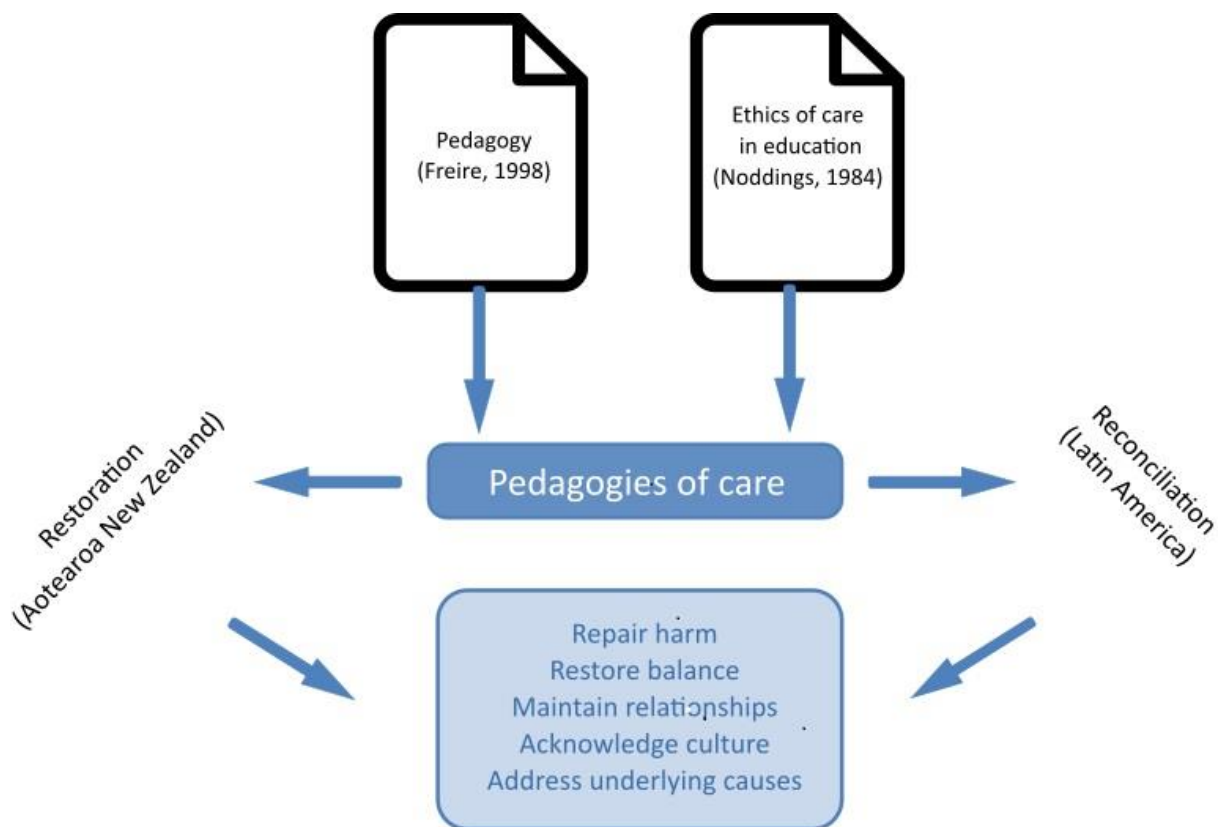 Pedagogy
(Freire, 1998)
Ethics of care
in education
(Noddings, 1984)
Restoration
(Aotearoa New Zealand)
Pedagogies of care
Reconciliation
(Latin America)
Repair harm
Restore balance
Maintain relationships
Acknowledge culture
Address underlying causes